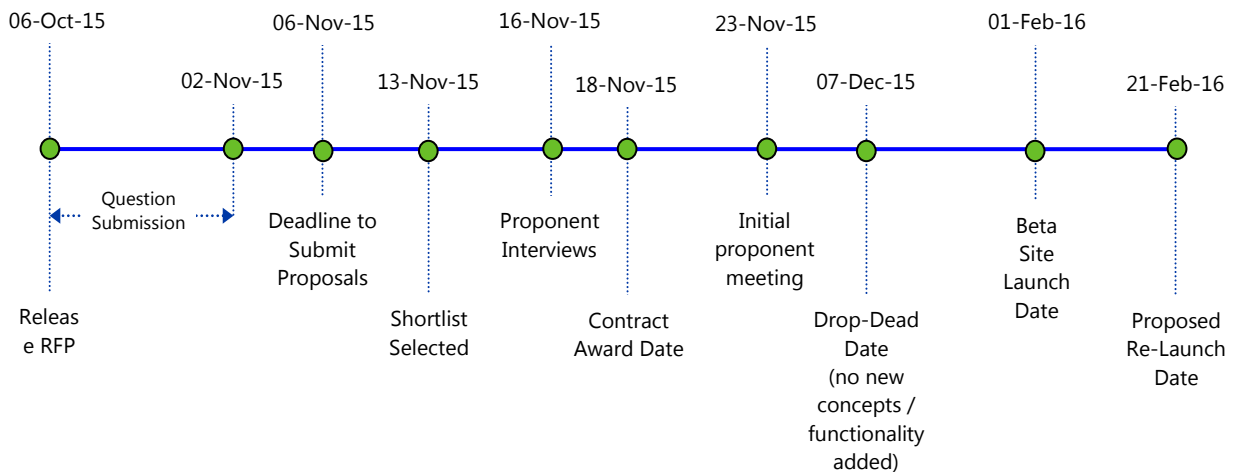 06-Oct-15
06-Nov-15
16-Nov-15
23-Nov-15
01-Feb-16
02-Nov-15
13-Nov-15
18-Nov-15
07-Dec-15
21-Feb-16
Question
Submission
Deadline to
Submit
Proposals
Proponent
Interviews
Initial
proponent
meeting
Beta
Site
Launch
Date
Releas
e RFP
Shortlist
Selected
Contract
Award Date
Drop-Dead
Date
(no new
concepts /
functionality
added)
Proposed
Re-Launch
Date